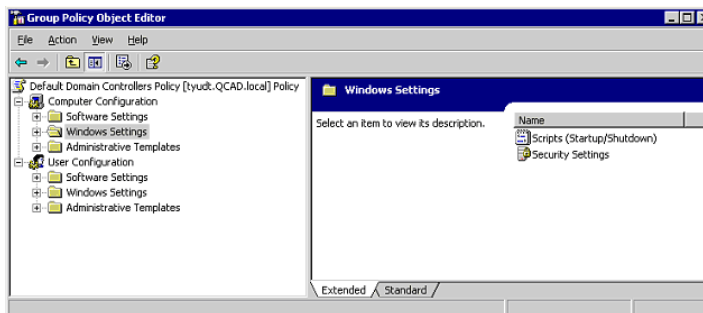 Group Policy Object Editor
File Action View Help
Default Domain Controllers Policy [tyudt.QCAD.local] Policy
Computer Configuration
Software Settings
Windows Settings
Administrative Templates
User Configuration
Software Settings
Windows Settings
Administrative Templates
Windows Settings
Select an item to view its description.
Name
Scripts (Startup/Shutdown)
Security Settings
Extended Standard